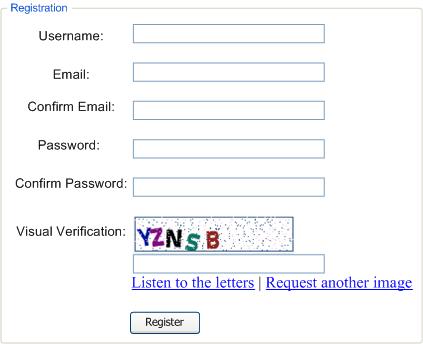 Registration
Username:
Email:
Confirm Email:
Password:
Confirm Password:
Visual Verification: YZNSB
Listen to the letters | Request another image
Register